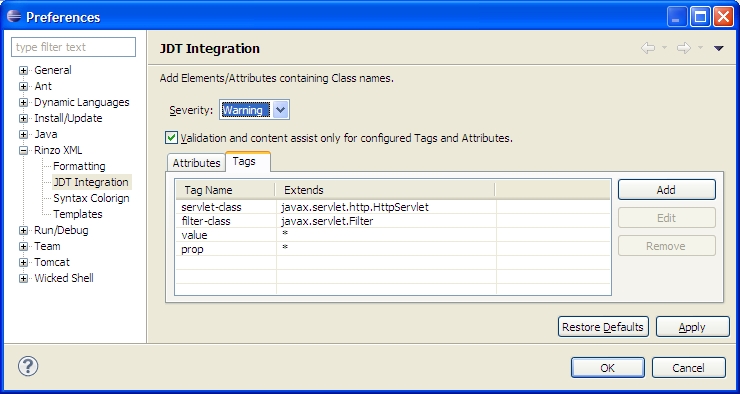 Preferences
type filter text
General
Ant
Dynamic Languages
Install/Update
Java
Rinzo XML
Formatting
JDT Integration
Syntax Colorign
Templates
Run/Debug
Team
Tomcat
Wicked Shell
JDT Integration
Add Elements/Attributes containing Class names.
Severity: Warning
Validation and content assist only for configured Tags and Attributes.
Attributes Tags
Tag Name Extends
servlet-class javax.servlet.http.HttpServlet
filter-class javax.servlet.Filter
value *
prop *
Add
Edit
Remove
Restore Defaults Apply
? OK Cancel